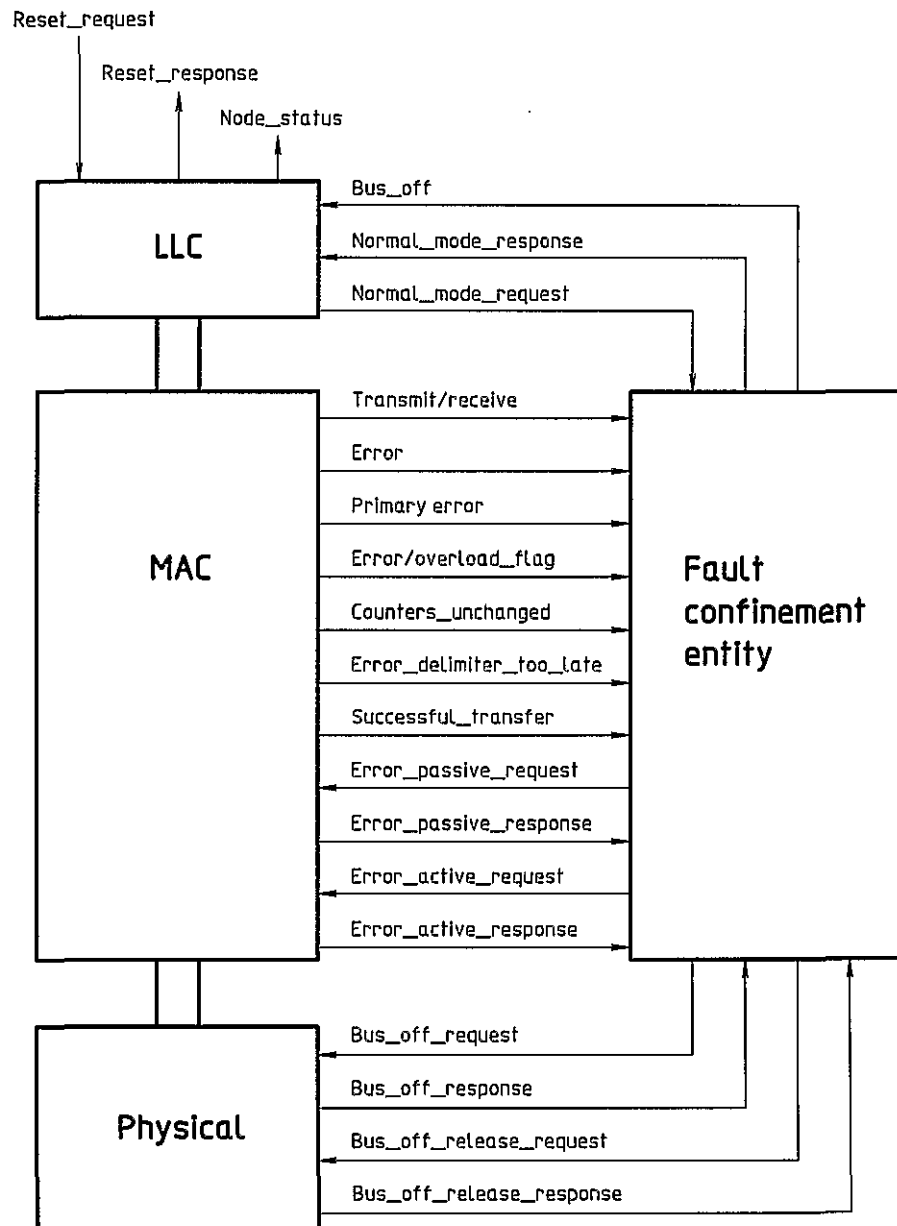 Reset_request
Reset_response
Node_status
Bus_off
LLC
Normal_mode_response
Normal_mode_request
Transmit/receive
Error
Primary error
MAC
Error/overload_flag
Fault
confinement
entity
Counters_unchanged
Error_delimiter_too_late
Successful_transfer
Error_passive_request
Error_passive_response
Error_active_request
Error_active_response
Bus_off_request
Bus_off_response
Physical
Bus_off_release_request
Bus_off_release_response